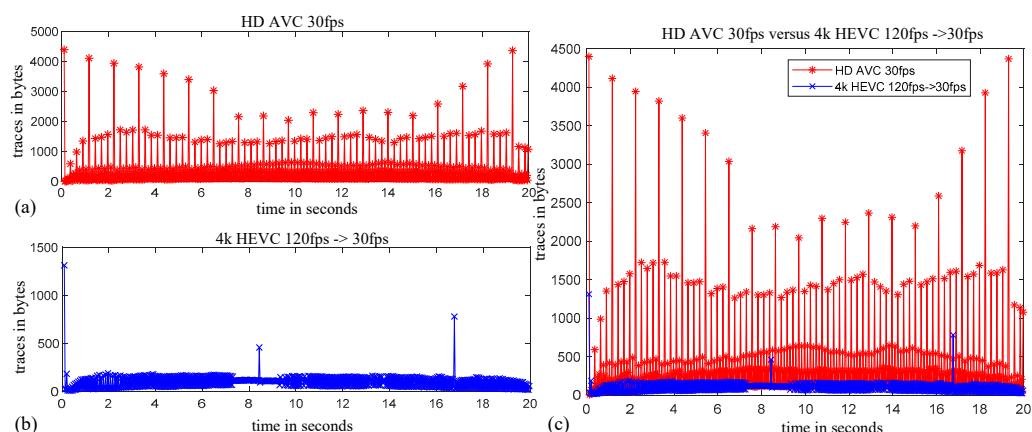 HD AVC 30fps
5000
4000
3000
2000
1000
0
traces in bytes
0 2 4 6 8 10 12 14 16 18 20
(a)
time in seconds
4k HEVC 120fps -> 30fps
1500
1000
500
0
traces in bytes
0 2 4 6 8 10 12 14 16 18 20
(b)
time in seconds
HD AVC 30fps versus 4k HEVC 120fps ->30fps
4500
4000
3500
3000
2500
2000
1500
1000
500
0
traces in bytes
HD AVC 30fps
4k HEVC 120fps->30fps
0 2 4 6 8 10 12 14 16 18 20
(c)
time in seconds